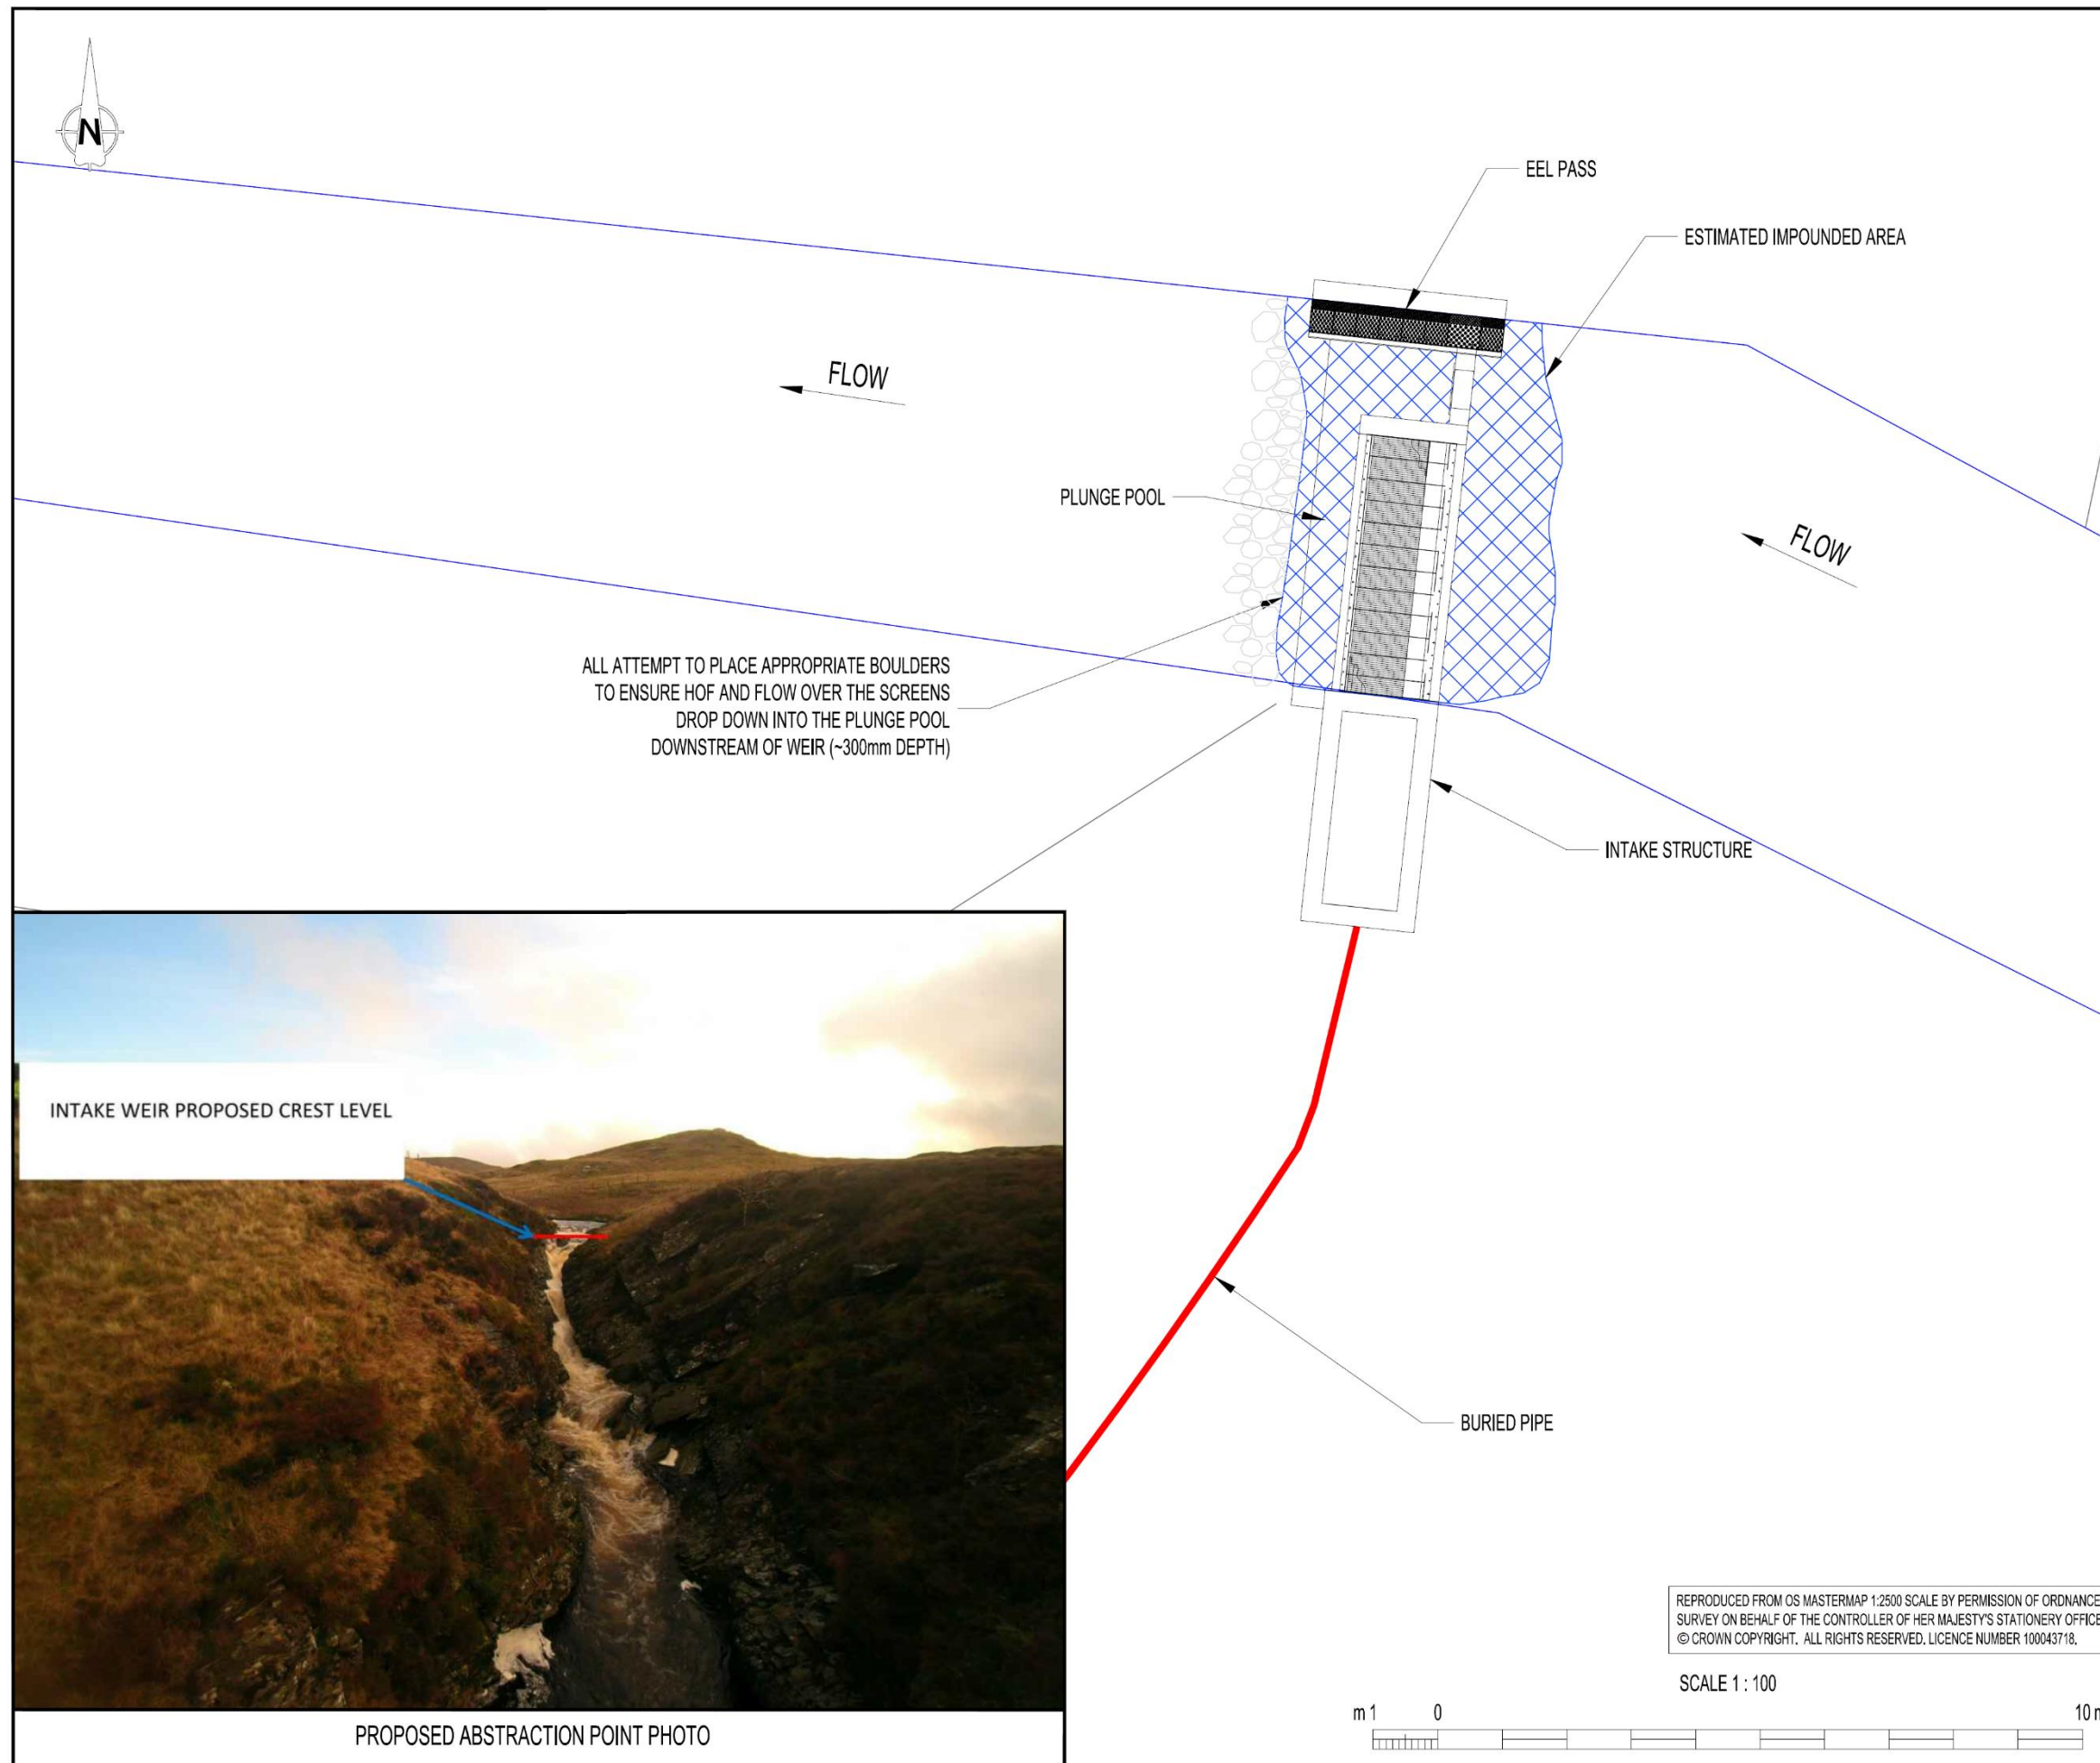 N
EEL PASS
ESTIMATED IMPOUNDED AREA
FLOW
PLUNGE POOL
FLOW
ALL ATTEMPT TO PLACE APPROPRIATE BOULDERS
TO ENSURE HOF AND FLOW OVER THE SCREENS
DROP DOWN INTO THE PLUNGE POOL
DOWNSTREAM OF WEIR (~300mm DEPTH)
INTAKE STRUCTURE
INTAKE WEIR PROPOSED CREST LEVEL
BURIED PIPE
REPRODUCED FROM OS MASTERMAP 1:2500 SCALE BY PERMISSION OF ORDNANCE
SURVEY ON BEHALF OF THE CONTROLLER OF HER MAJESTY'S STATIONERY OFFICE
© CROWN COPYRIGHT. ALL RIGHTS RESERVED. LICENCE NUMBER 100043718.
SCALE 1 : 100
m 1 0 10 m
PROPOSED ABSTRACTION POINT PHOTO